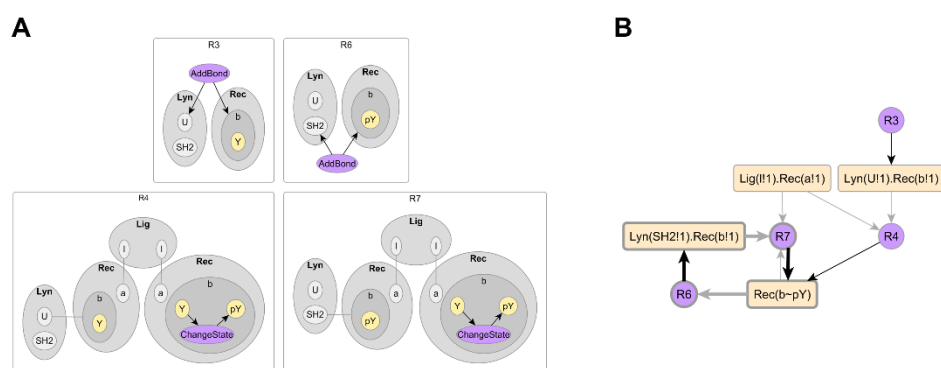 A
B
R3
AddBond
Lyn
Rec
U
b
SH2
Y
R6
Lyn
Rec
U
b
SH2
pY
AddBond
R4
Lig
l
l
Rec
Rec
Lyn
b
a
a
b
U
Y
Y
pY
SH2
ChangeState
R7
Lig
l
l
Rec
Rec
Lyn
b
a
a
b
U
pY
Y
pY
SH2
ChangeState
R3
Lig(l!1).Rec(a!1)
Lyn(U!1).Rec(b!1)
Lyn(SH2!1).Rec(b!1)
R7
R4
R6
Rec(b~pY)